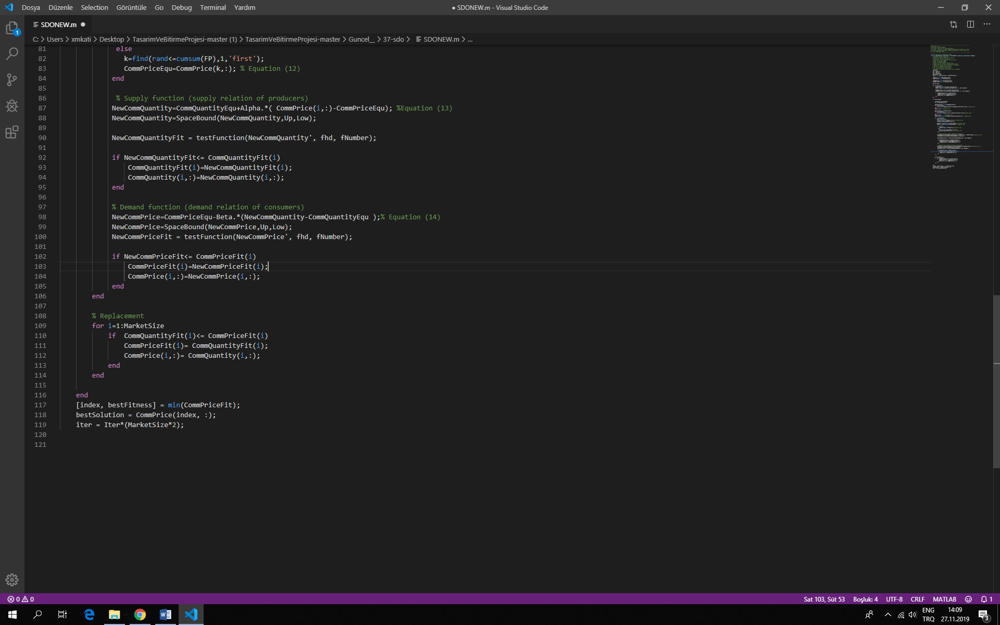 Dosya Düzenle Selection Görüntüle Go Debug Terminal Yardım
● SDONEW.m - Visual Studio Code
SDONEW.m ●
C: > Users > xmkati > Desktop > TasarimVeBitirmeProjesi-master (1) > TasarimVeBitirmeProjesi-master > Guncel__ > 37-sdo > SDONEW.m > ...
1
81 else
82 k=find(rand<=cumsum(FP),1,'first');
83 CommPriceEqu=CommPrice(k,:); % Equation (12)
84 end
85
86 % Supply function (supply relation of producers)
87 NewCommQuantity=CommQuantityEqu+Alpha.*( CommPrice(i,:)-CommPriceEqu); %Equation (13)
88 NewCommQuantity=SpaceBound(NewCommQuantity,Up,Low);
89
90 NewCommQuantityFit = testFunction(NewCommQuantity', fhd, fNumber);
91
92 if NewCommQuantityFit<= CommQuantityFit(i)
93 CommQuantityFit(i)=NewCommQuantityFit(i);
94 CommQuantity(i,:)=NewCommQuantity(i,:);
95 end
96
97 % Demand function (demand relation of consumers)
98 NewCommPrice=CommPriceEqu-Beta.*(NewCommQuantity-CommQuantityEqu );% Equation (14)
99 NewCommPrice=SpaceBound(NewCommPrice,Up,Low);
100 NewCommPriceFit = testFunction(NewCommPrice', fhd, fNumber);
101
102 if NewCommPriceFit<= CommPriceFit(i)
103 CommPriceFit(i)=NewCommPriceFit(i);
104 CommPrice(i,:)=NewCommPrice(i,:);
105 end
106 end
107
108 % Replacement
109 for i=1:MarketSize
110 if  CommQuantityFit(i)<= CommPriceFit(i)
111 CommPriceFit(i)= CommQuantityFit(i);
112 CommPrice(i,:)= CommQuantity(i,:);
113 end
114 end
115
116 end
117 [index, bestFitness] = min(CommPriceFit);
118 bestSolution = CommPrice(index, :);
119 iter = Iter*(MarketSize*2);
120
121
0 0
Sat 103, Süt 53 Boşluk: 4 UTF-8 CRLF MATLAB 1
ENG 14:09
TRQ 27.11.2019 3